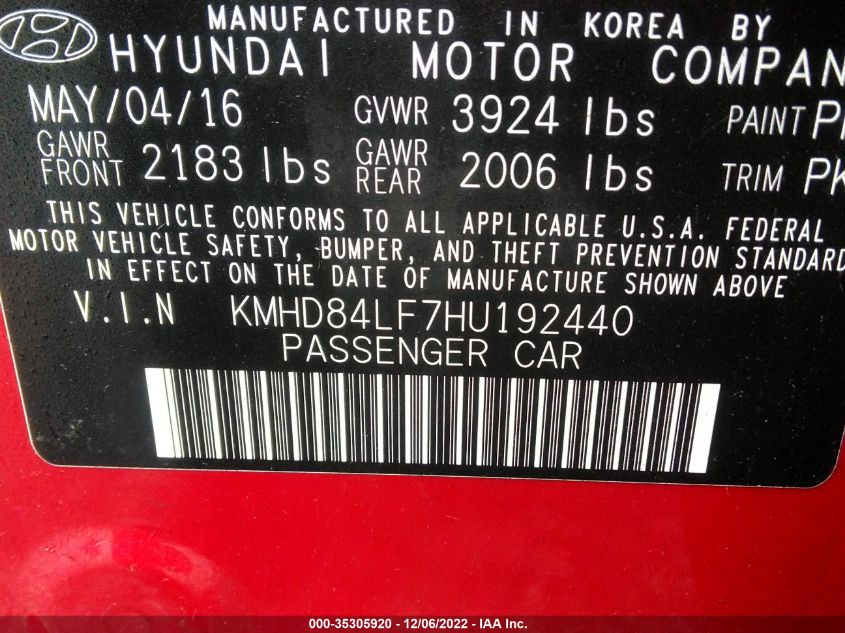 MANUFACTURED IN KOREA BY
HYUNDAI MOTOR COMPAN
MAY/04/16 GVWR 3924 lbs PAINT
GAWR FRONT 2183 lbs GAWR REAR 2006 lbs TRIM PK
THIS VEHICLE CONFORMS TO ALL APPLICABLE U.S.A. FEDERAL
MOTOR VEHICLE SAFETY, BUMPER, AND THEFT PREVENTION STANDARD
IN EFFECT ON THE DATE OF MANUFACTURE SHOWN ABOVE
V.I.N KMHD84LF7HU192440
PASSENGER CAR
000-35305920 - 12/06/2022 - IAA Inc.